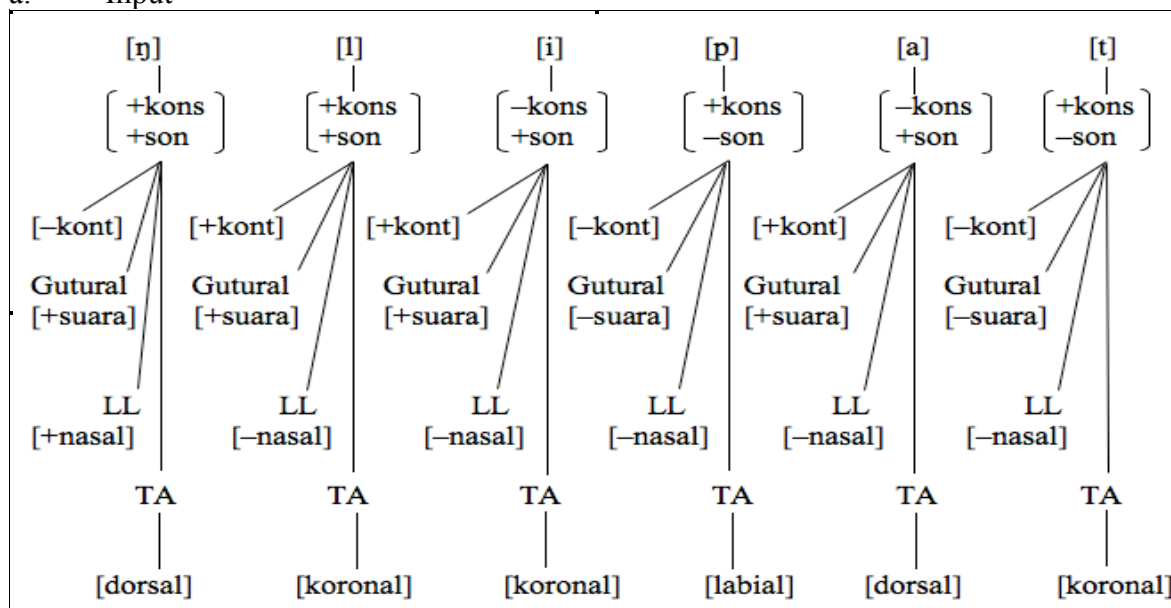 a. Input
[ŋ] [l] [i] [p] [a] [t]
+kons +kons –kons +kons –kons +kons
+son +son +son –son +son –son
[–kont] [+kont] [+kont] [–kont] [+kont] [–kont]
Gutural Gutural Gutural Gutural Gutural Gutural
[+suara] [+suara] [+suara] [–suara] [+suara] [–suara]
LL LL LL LL LL LL
[+nasal] [–nasal] [–nasal] [–nasal] [–nasal] [–nasal]
TA TA TA TA TA TA
[dorsal] [koronal] [koronal] [labial] [dorsal] [koronal]